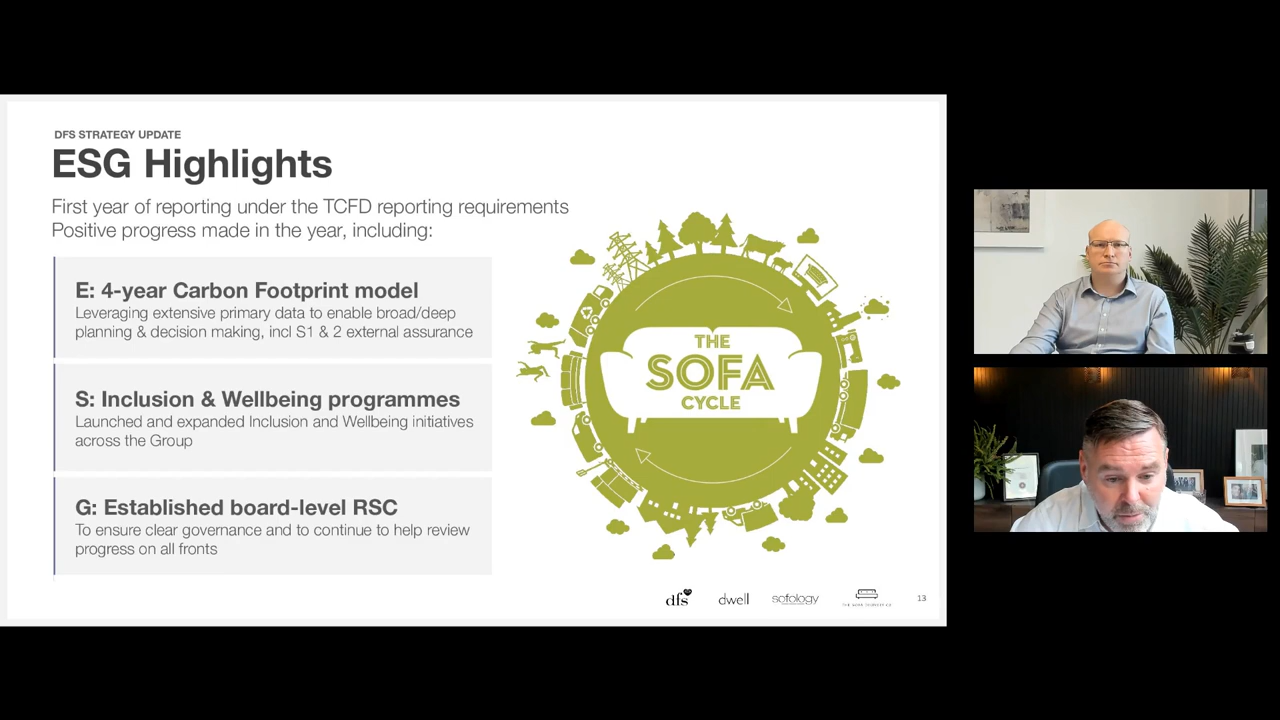 DFS STRATEGY UPDATE
ESG Highlights
First year of reporting under the TCFD reporting requirements
Positive progress made in the year, including:
E: 4-year Carbon Footprint model
Leveraging extensive primary data to enable broad/deep
planning & decision making, incl S1 & 2 external assurance
S: Inclusion & Wellbeing programmes
Launched and expanded Inclusion and Wellbeing initiatives
across the Group
G: Established board-level RSC
To ensure clear governance and to continue to help review
progress on all fronts
THE
SOFA
CYCLE
dfs
dwell
sofology
13